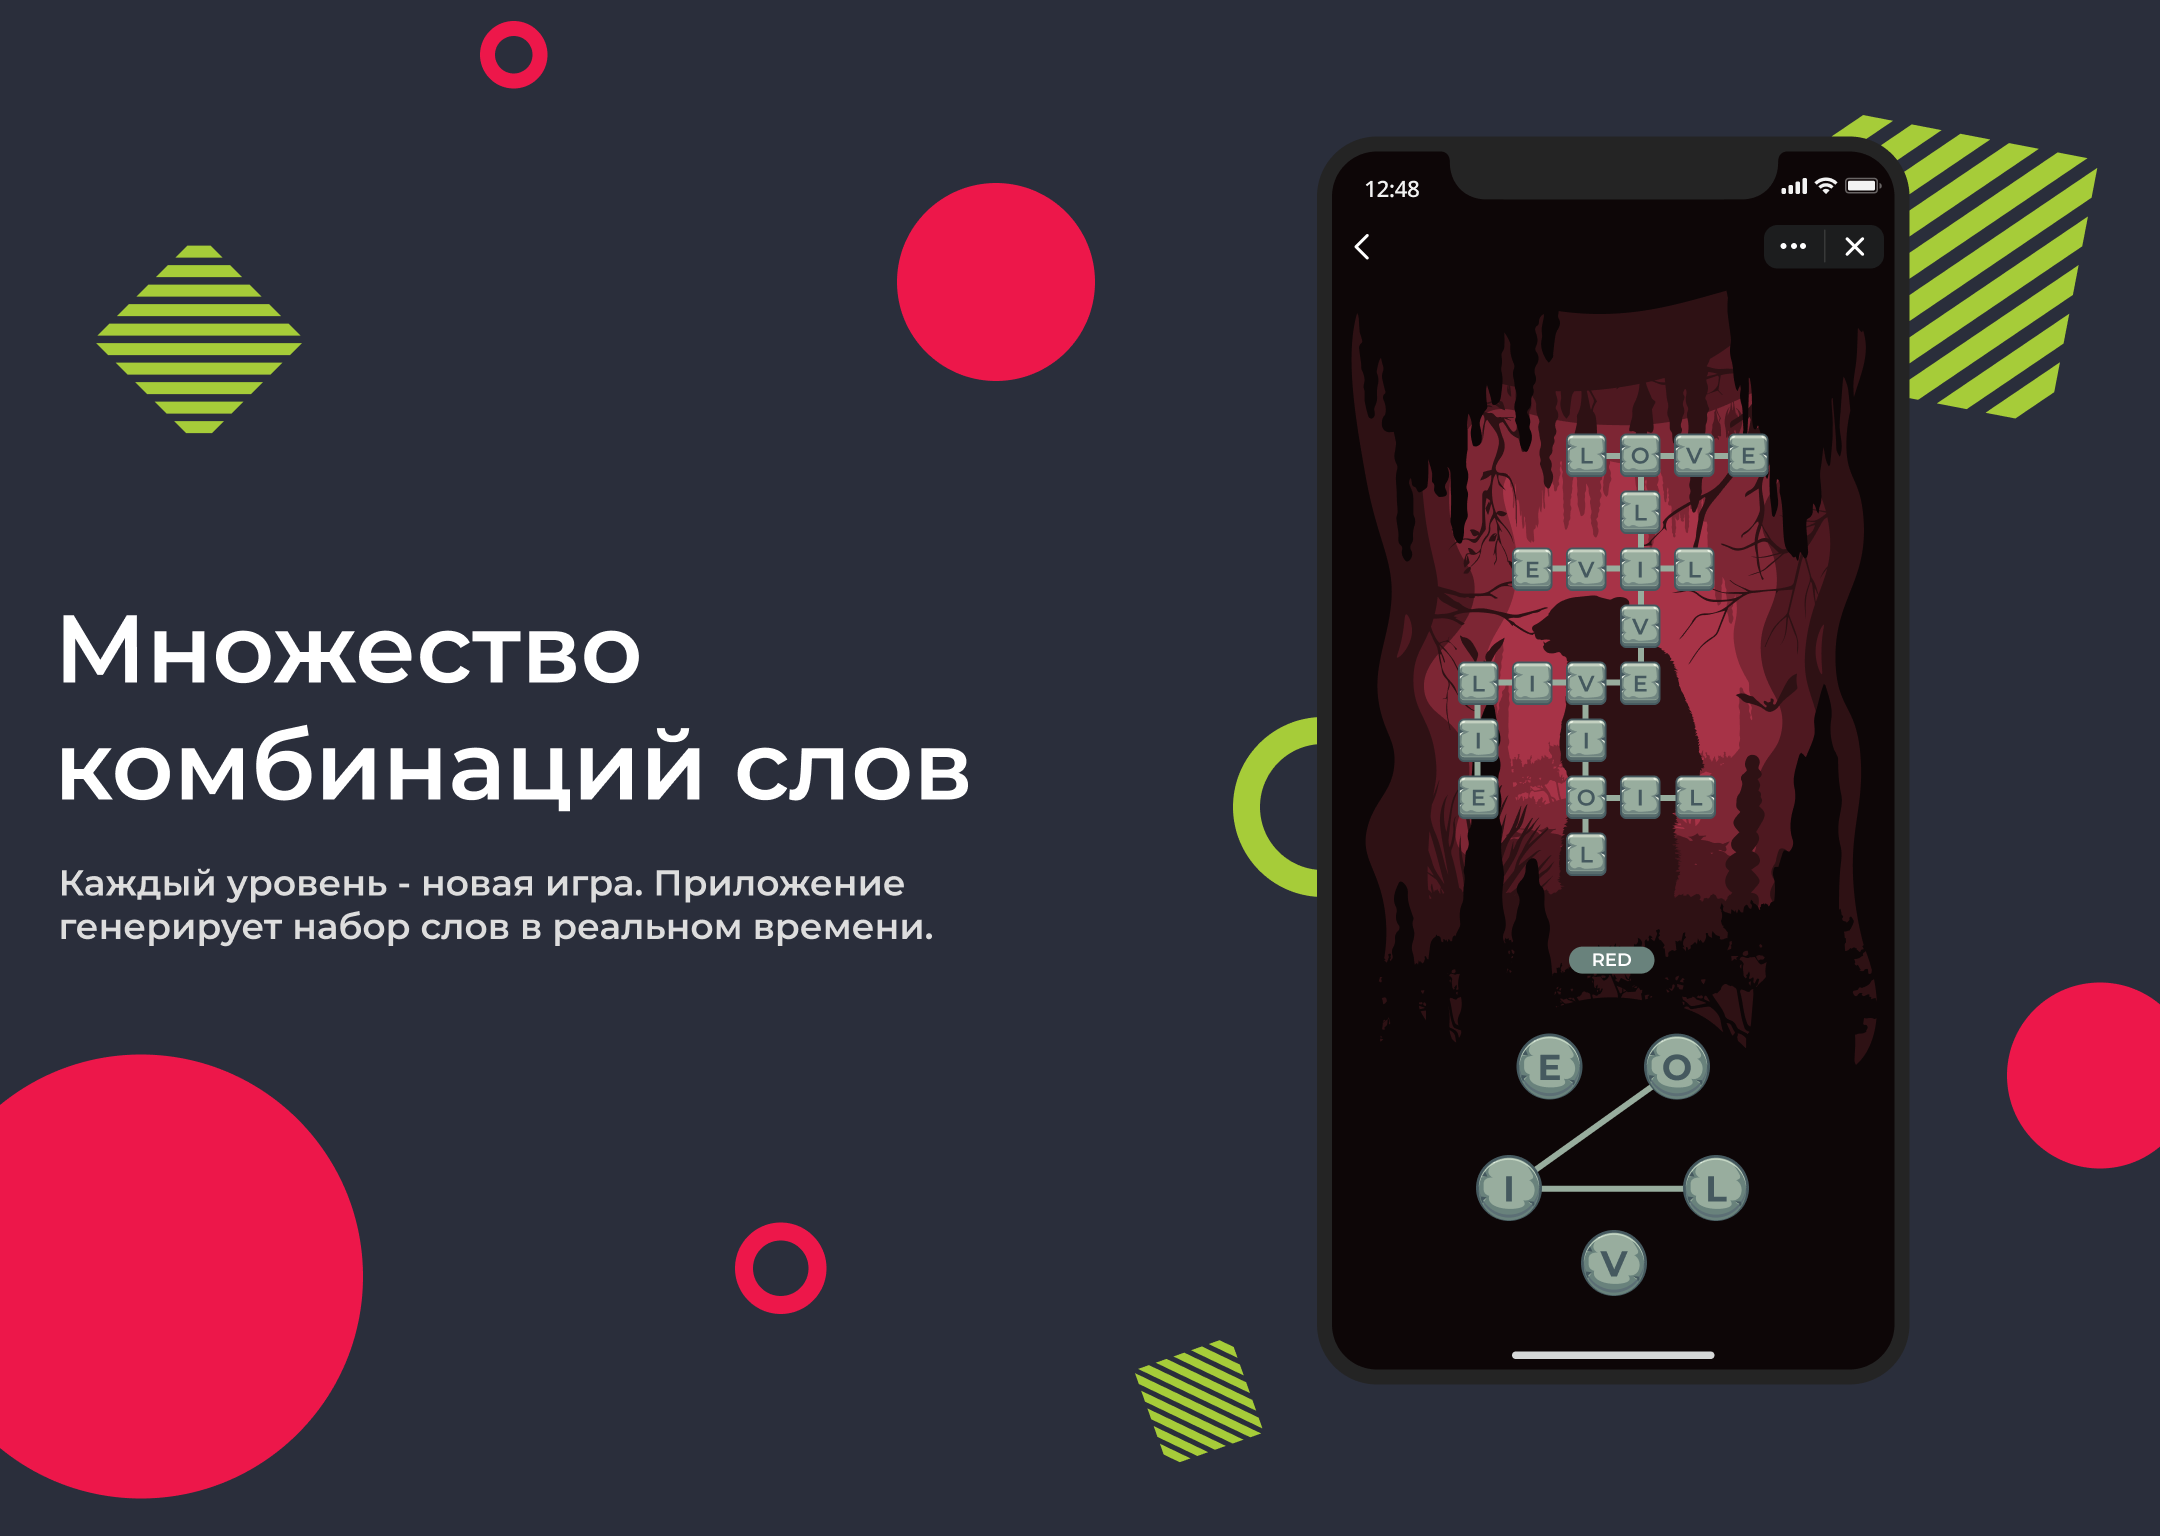 Множество
комбинаций слов
Каждый уровень - новая игра. Приложение
генерирует набор слов в реальном времени.
12:48
L O V E
L
E V I L
V
L I V E
I I
E O I L
L
RED
E O
I L
V